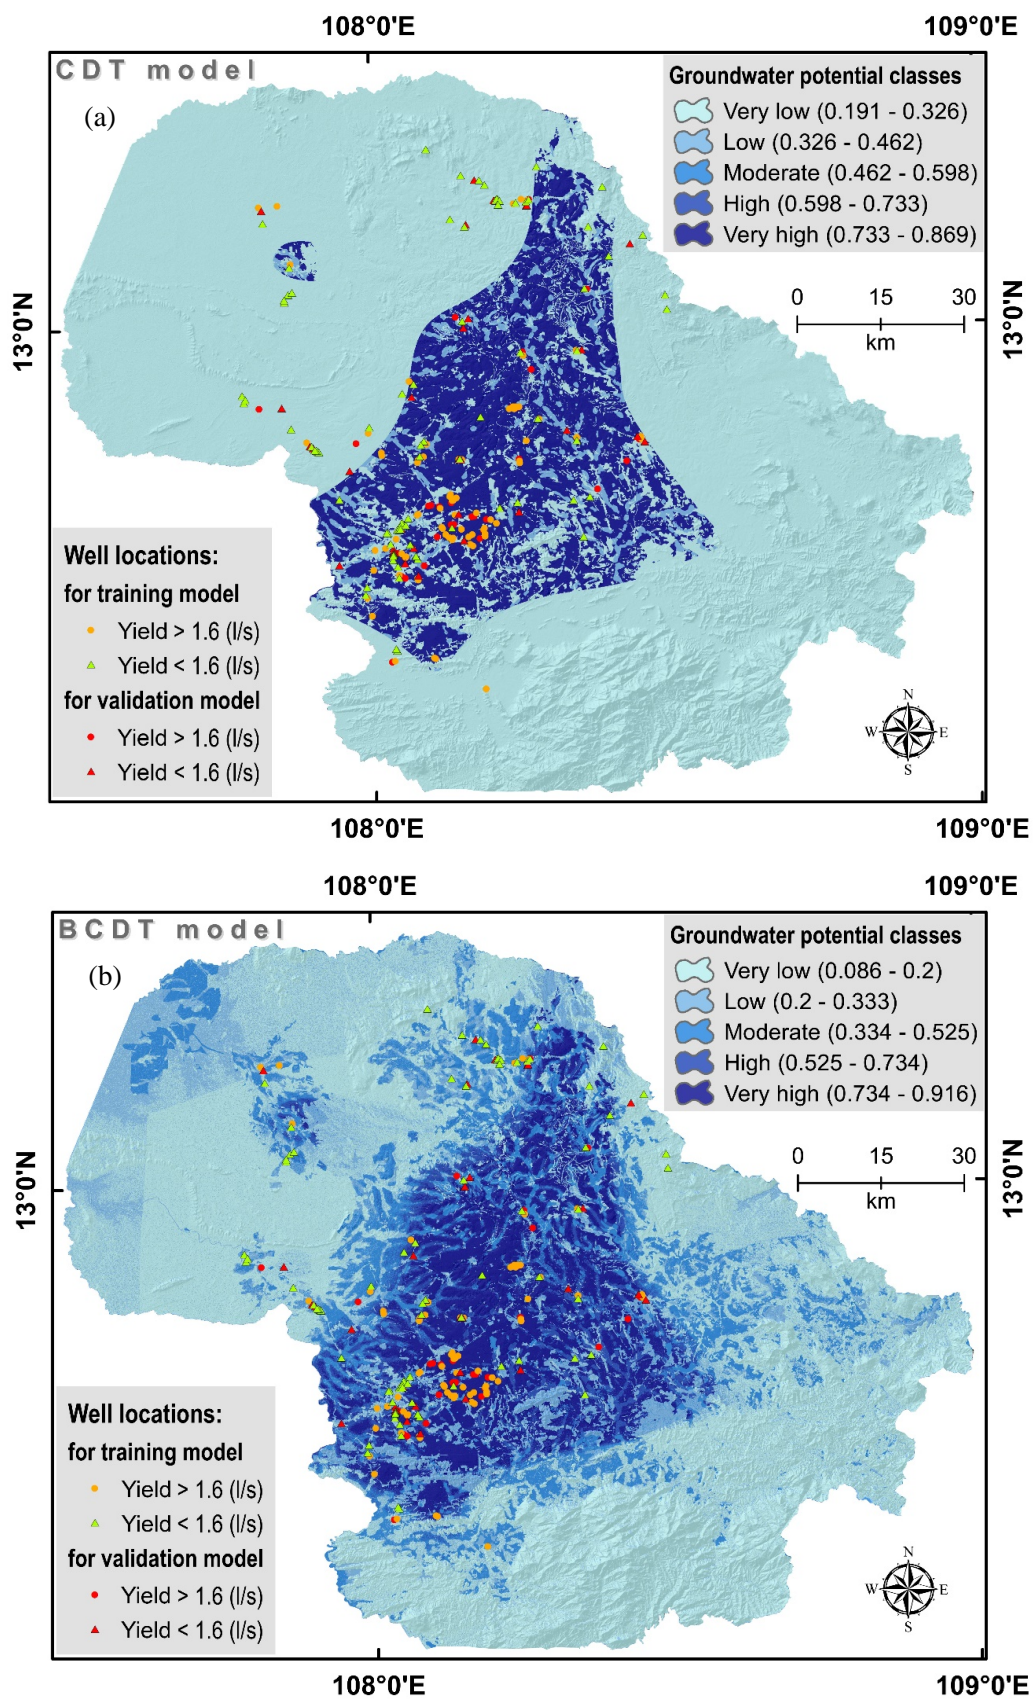 108°0'E 109°0'E
CDT model
(a)
Groundwater potential classes
Very low (0.191 - 0.326)
Low (0.326 - 0.462)
Moderate (0.462 - 0.598)
High (0.598 - 0.733)
Very high (0.733 - 0.869)
0 15 30
km
13°0'N
13°0'N
Well locations:
for training model
Yield > 1.6 (l/s)
Yield < 1.6 (l/s)
for validation model
Yield > 1.6 (l/s)
Yield < 1.6 (l/s)
N
W E
S
108°0'E 109°0'E
108°0'E 109°0'E
BCDT model
(b)
Groundwater potential classes
Very low (0.086 - 0.2)
Low (0.2 - 0.333)
Moderate (0.334 - 0.525)
High (0.525 - 0.734)
Very high (0.734 - 0.916)
0 15 30
km
13°0'N
13°0'N
Well locations:
for training model
Yield > 1.6 (l/s)
Yield < 1.6 (l/s)
for validation model
Yield > 1.6 (l/s)
Yield < 1.6 (l/s)
N
W E
S
108°0'E 109°0'E